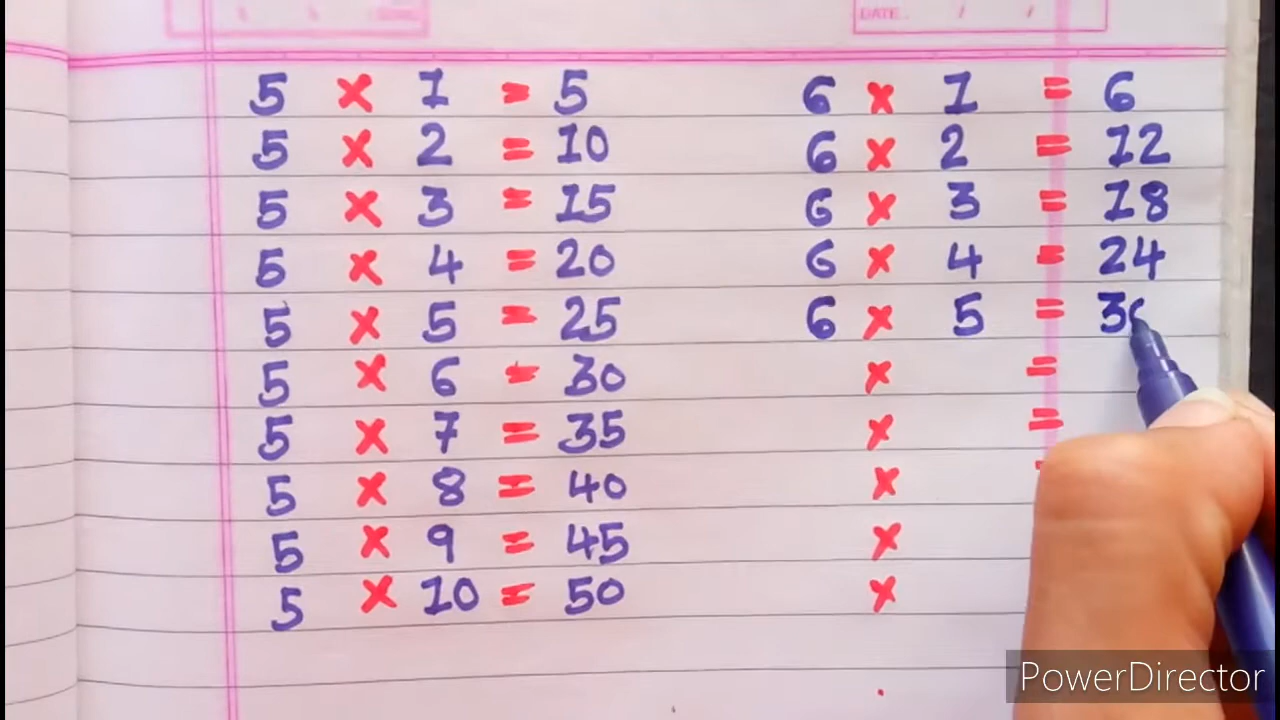 DATE. / /
5 × 1 = 5
5 × 2 = 10
5 × 3 = 15
5 × 4 = 20
5 × 5 = 25
5 × 6 = 30
5 × 7 = 35
5 × 8 = 40
5 × 9 = 45
5 × 10 = 50
6 × 1 = 6
6 × 2 = 12
6 × 3 = 18
6 × 4 = 24
6 × 5 = 3
× =
× =
×
×
×
PowerDirector